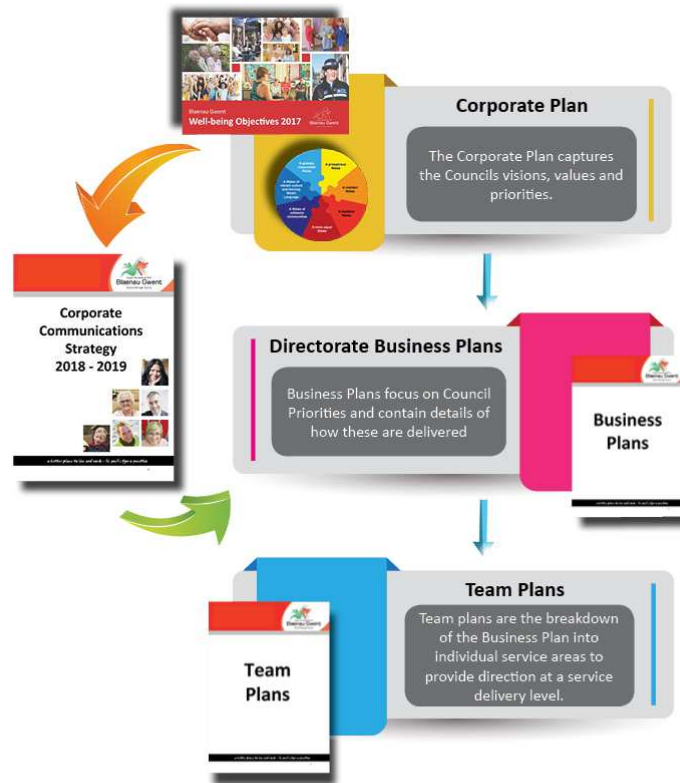 Blaenau Gwent
Well-being Objectives 2017
Corporate Plan
The Corporate Plan captures
the Councils visions, values and
priorities.
Blaenau Gwent
Corporate
Communications
Strategy
2018 - 2019
Directorate Business Plans
Business Plans focus on Council
Priorities and contain details of
how these are delivered
Business
Plans
Team Plans
Team plans are the breakdown
of the Business Plan into
individual service areas to
provide direction at a service
delivery level.
Team
Plans